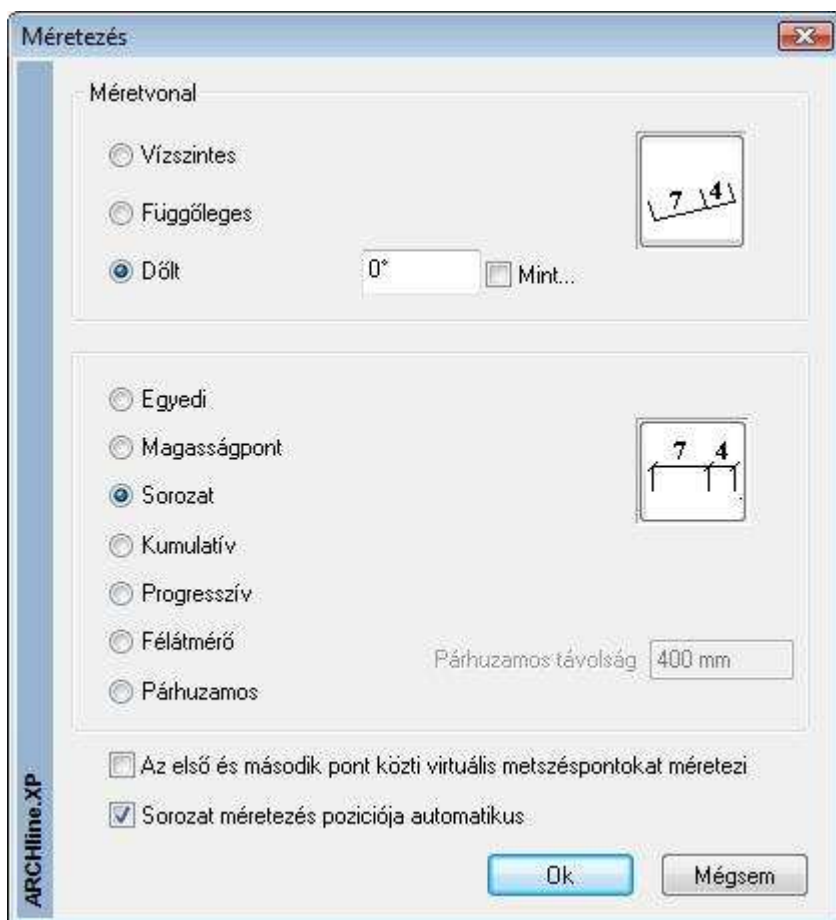 Méretezés
Méretvonal
Vízszintes
7 4
Függőleges
Dőlt 0° Mint...
Egyedi
Magasságpont
7 4
Sorozat
Kumulatív
Progresszív
Félátmérő
Párhuzamos távolság 400 mm
Párhuzamos
Az első és második pont közti virtuális metszéspontokat méretezi
Sorozat méretezés poziciója automatikus
Ok Mégsem
ARCHline.XP